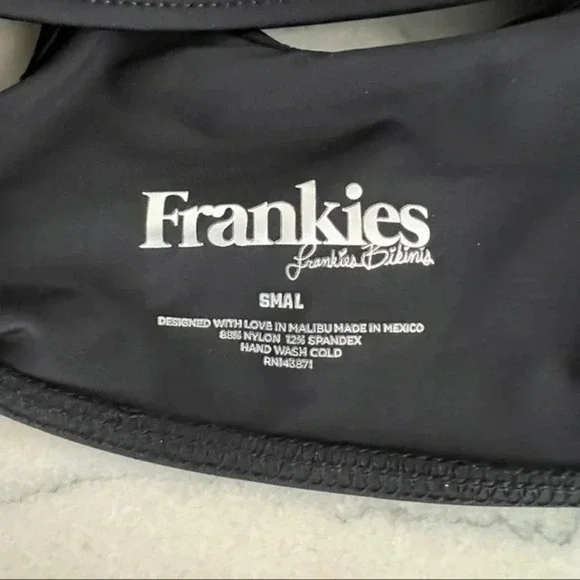 Frankies
Frankies Bikinis
SMAL
DESIGNED WITH LOVE IN MALIBU MADE IN MEXICO
88% NYLON 12% SPANDEX
HAND WASH COLD
RN143871